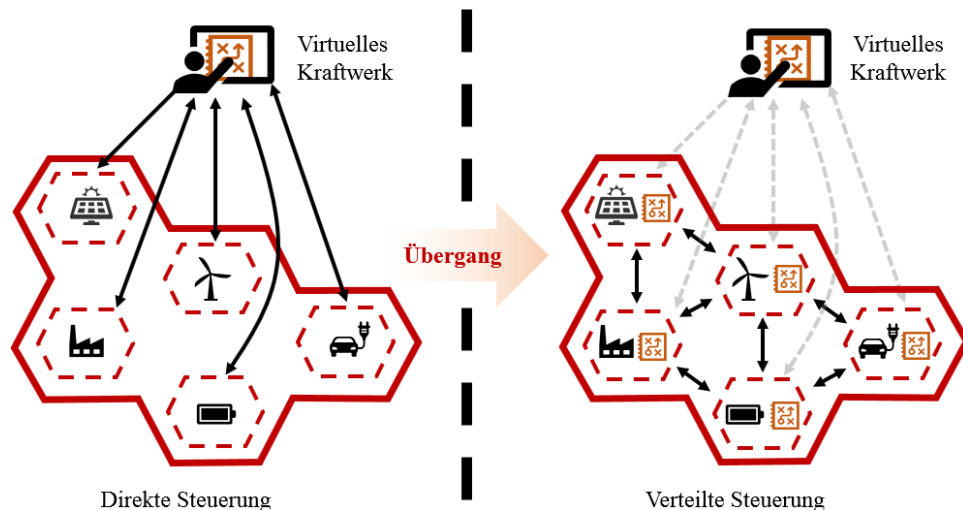 Virtuelles
Kraftwerk
Virtuelles
Kraftwerk
Übergang
Direkte Steuerung
Verteilte Steuerung